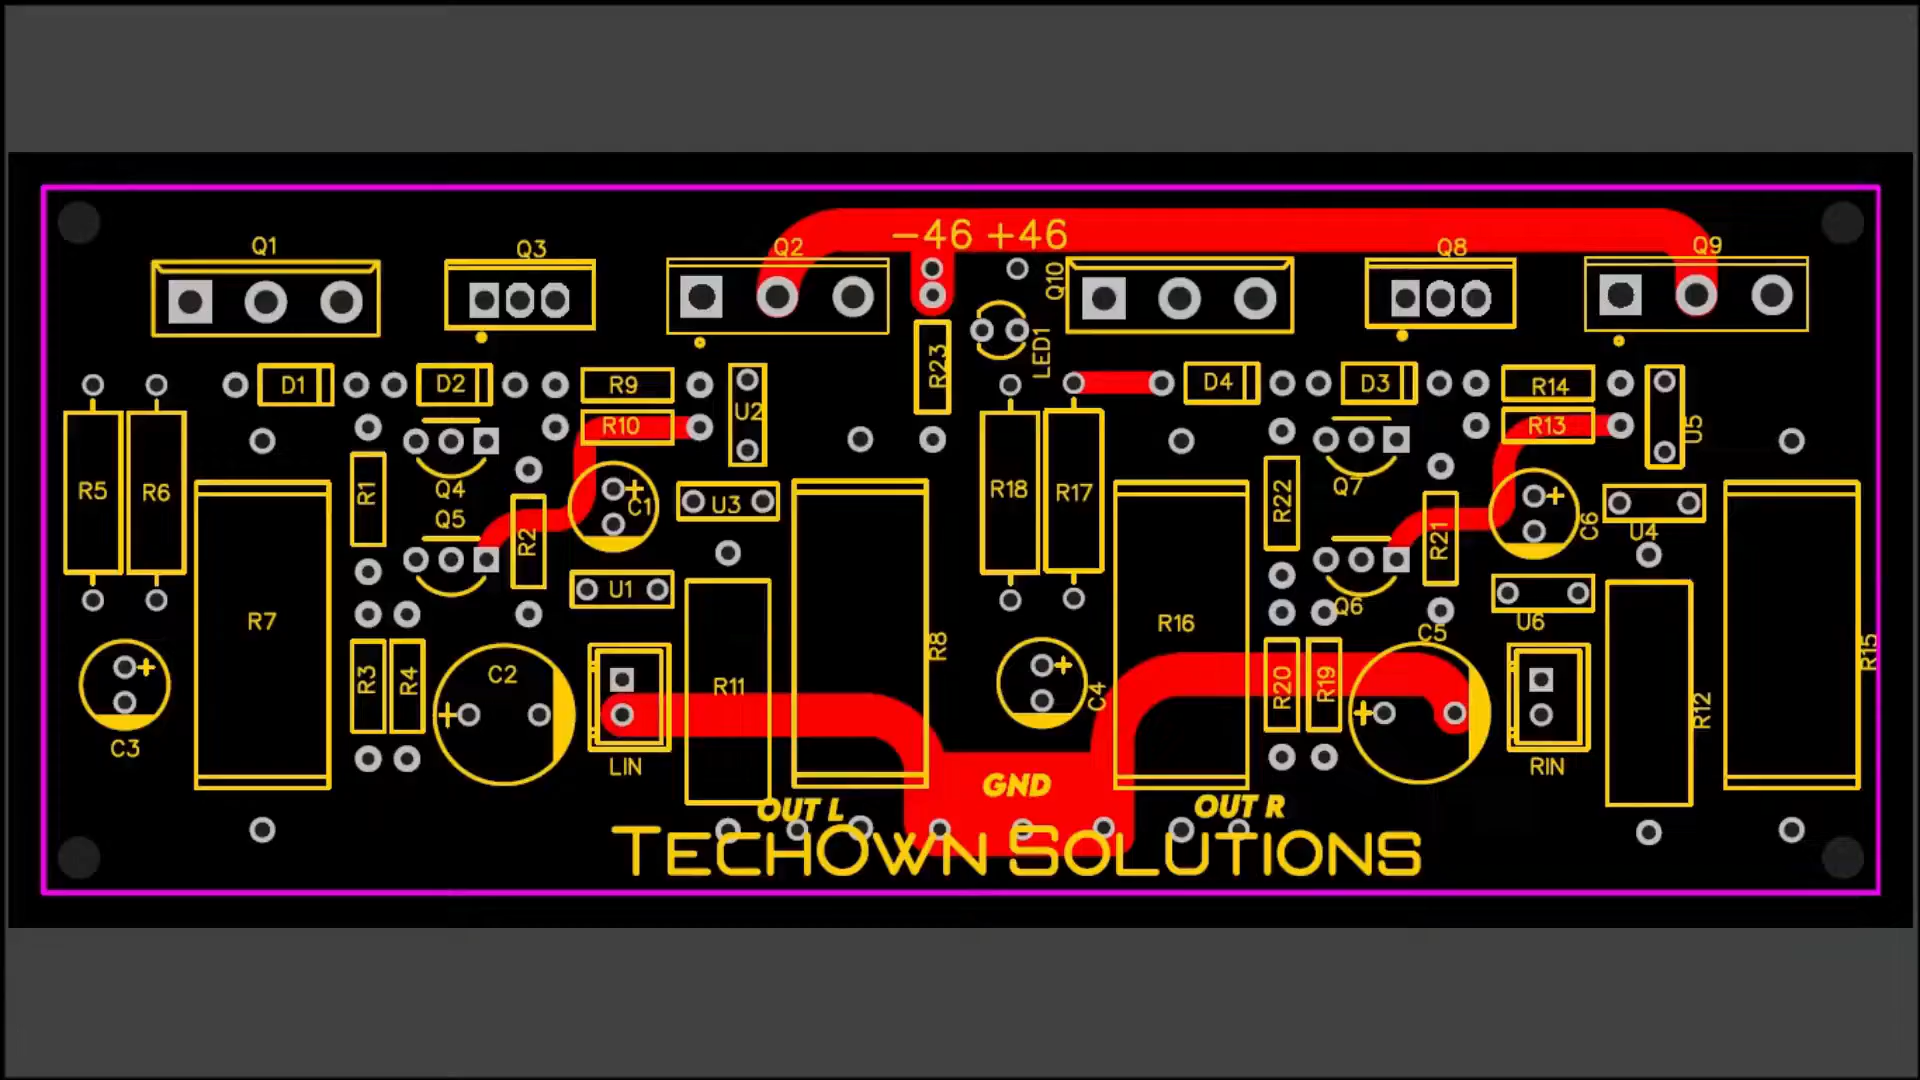 -46 +46
Q1
Q3
Q2
Q10
Q8
Q9
LED1
R23
D1
D2
R9
U2
D4
D3
R14
R10
R13
U5
R5
R6
R1
Q4
Q5
R2
+
C1
U3
R18
R17
R22
Q7
R21
+
C6
U4
U1
Q6
U6
R7
R8
R16
C5
R15
+
C3
R3
R4
C2
+
R11
+
C4
R20
R19
+
R12
LIN
RIN
GND
OUT L
OUT R
TECHOWN SOLUTIONS